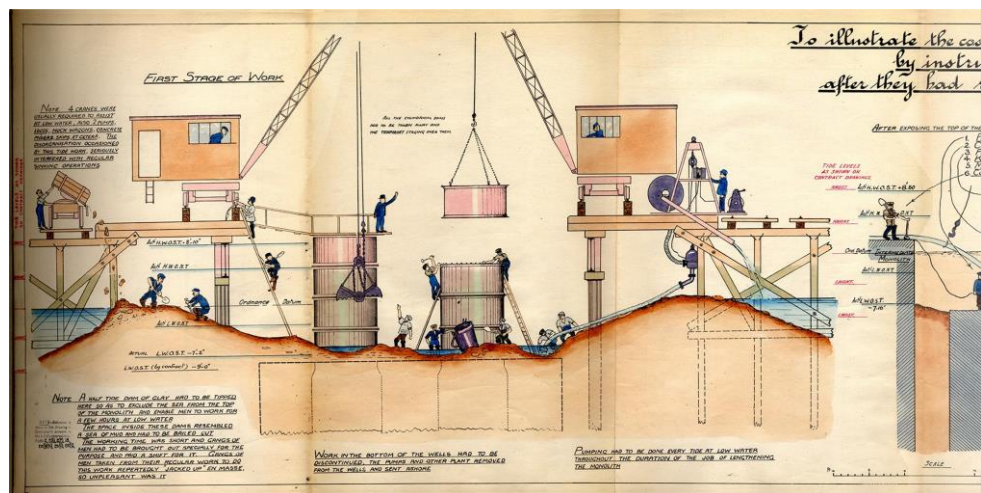 To illustrate the
by instru
after they had
FIRST STAGE OF WORK
NOTE 4 CRANES WERE
USUALLY REQUIRED TO ASSIST
AT LOW WATER, ALSO 2 PUMPS,
MUCK WAGONS, CONCRETE
MIXERS SKIPS ET CETERA. THE
DISORGANISATION OCCASIONED
BY THIS TIDE WORK, SERIOUSLY
INTERFERED WITH REGULAR
SINKING OPERATIONS
ALL THE
HAD TO BE TAKEN AWAY AND
THE TEMPORARY STAGING OVER THEM
AFTER EXPOSING THE TOP OF THE
2
3
4
5
6
TIDE LEVELS
AS SHOWN ON
CONTRACT DRAWINGS
H.W.O.S.T. +8.80
INTERMEDIATE
MONOLITH
L.W.O.S.T.
-7.10
H.W.O.S.T.
H.W.O.N.T.
Ordnance Datum
L.W.O.N.T.
ACTUAL L.W.O.S.T.
L.W.O.S.T. (by contract)
NOTE A HALF TIDE DAM OF CLAY HAD TO BE TIPPED
HERE SO AS TO EXCLUDE THE SEA FROM THE TOP
OF THE MONOLITH AND ENABLE MEN TO WORK FOR
A FEW HOURS AT LOW WATER
THE SPACE INSIDE THESE DAMS RESEMBLED
A SEA OF MUD AND HAD TO BE BAILED OUT
THE WORKING TIME WAS SHORT AND GANGS OF
MEN HAD TO BE BROUGHT OUT SPECIALLY FOR THE
PURPOSE AND PAID A SHIFT FOR IT. GANGS OF
MEN TAKEN FROM THEIR REGULAR WORK TO DO
THIS WORK REPEATEDLY JACKED UP EN MASSE,
SO UNPLEASANT WAS IT
WORK IN THE BOTTOM OF THE WELLS HAD TO BE
DISCONTINUED, THE PUMPS AND OTHER PLANT REMOVED
FROM THE WELLS AND SENT ASHORE
PUMPING HAD TO BE DONE EVERY TIDE AT LOW WATER
THROUGHOUT THE DURATION OF THE JOB OF LENGTHENING
THE MONOLITH
SCALE